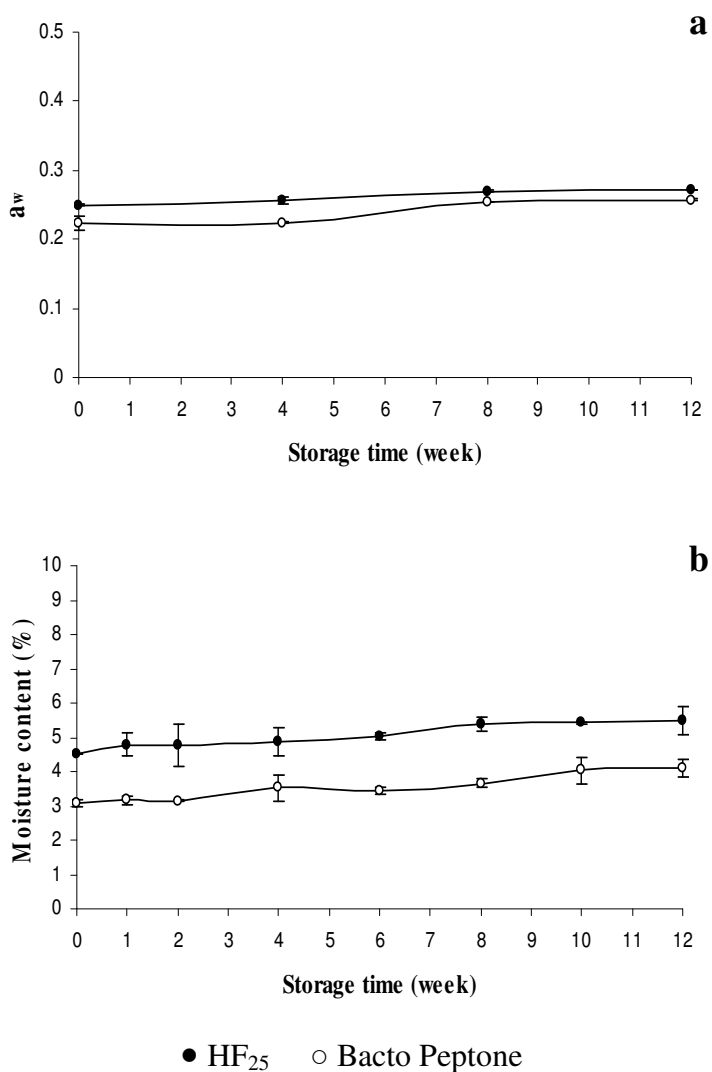 a
0.5
0.4
0.3
0.2
0.1
0
aw
0 1 2 3 4 5 6 7 8 9 10 11 12
Storage time (week)
b
10
9
8
7
6
5
4
3
2
1
0
Moisture content (%)
0 1 2 3 4 5 6 7 8 9 10 11 12
Storage time (week)
● HF25 ○ Bacto Peptone